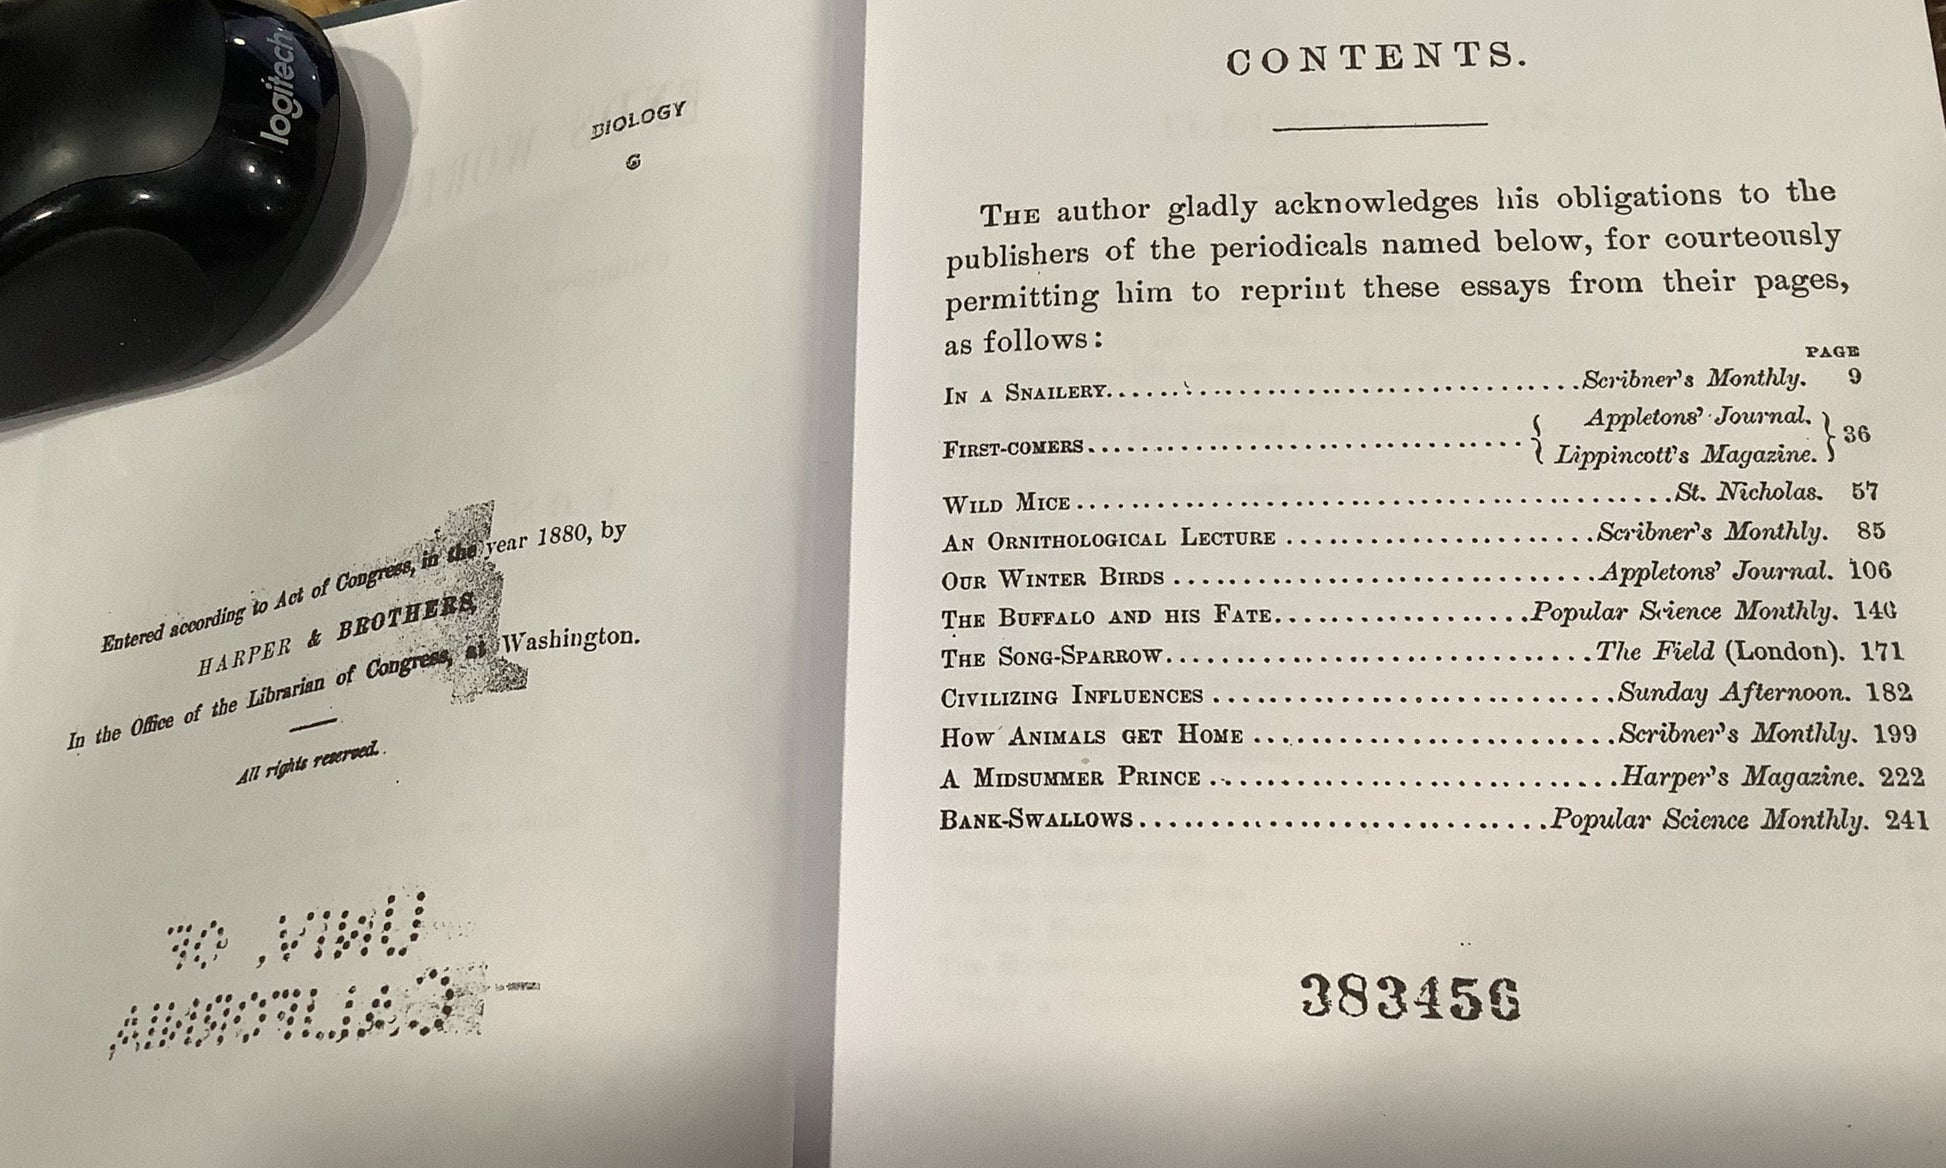 logitech
BIOLOGY
G
Entered according to Act of Congress, in the year 1880, by
HARPER & BROTHERS,
In the Office of the Librarian of Congress, at Washington.
All rights reserved.
UNIV. OF
CALIFORNIA
CONTENTS.
THE author gladly acknowledges his obligations to the
publishers of the periodicals named below, for courteously
permitting him to reprint these essays from their pages,
as follows:
PAGE
IN A SNAILERY.................................Scribner's Monthly. 9
FIRST-COMERS.................................{ Appletons' Journal. } 36
Lippincott's Magazine.
WILD MICE..........................................St. Nicholas. 57
AN ORNITHOLOGICAL LECTURE ......................Scribner's Monthly. 85
OUR WINTER BIRDS ..............................Appletons' Journal. 106
THE BUFFALO AND HIS FATE..................Popular Science Monthly. 146
THE SONG-SPARROW..............................The Field (London). 171
CIVILIZING INFLUENCES ............................Sunday Afternoon. 182
HOW ANIMALS GET HOME ..........................Scribner's Monthly. 199
A MIDSUMMER PRINCE .............................Harper's Magazine. 222
BANK-SWALLOWS.............................Popular Science Monthly. 241
383456